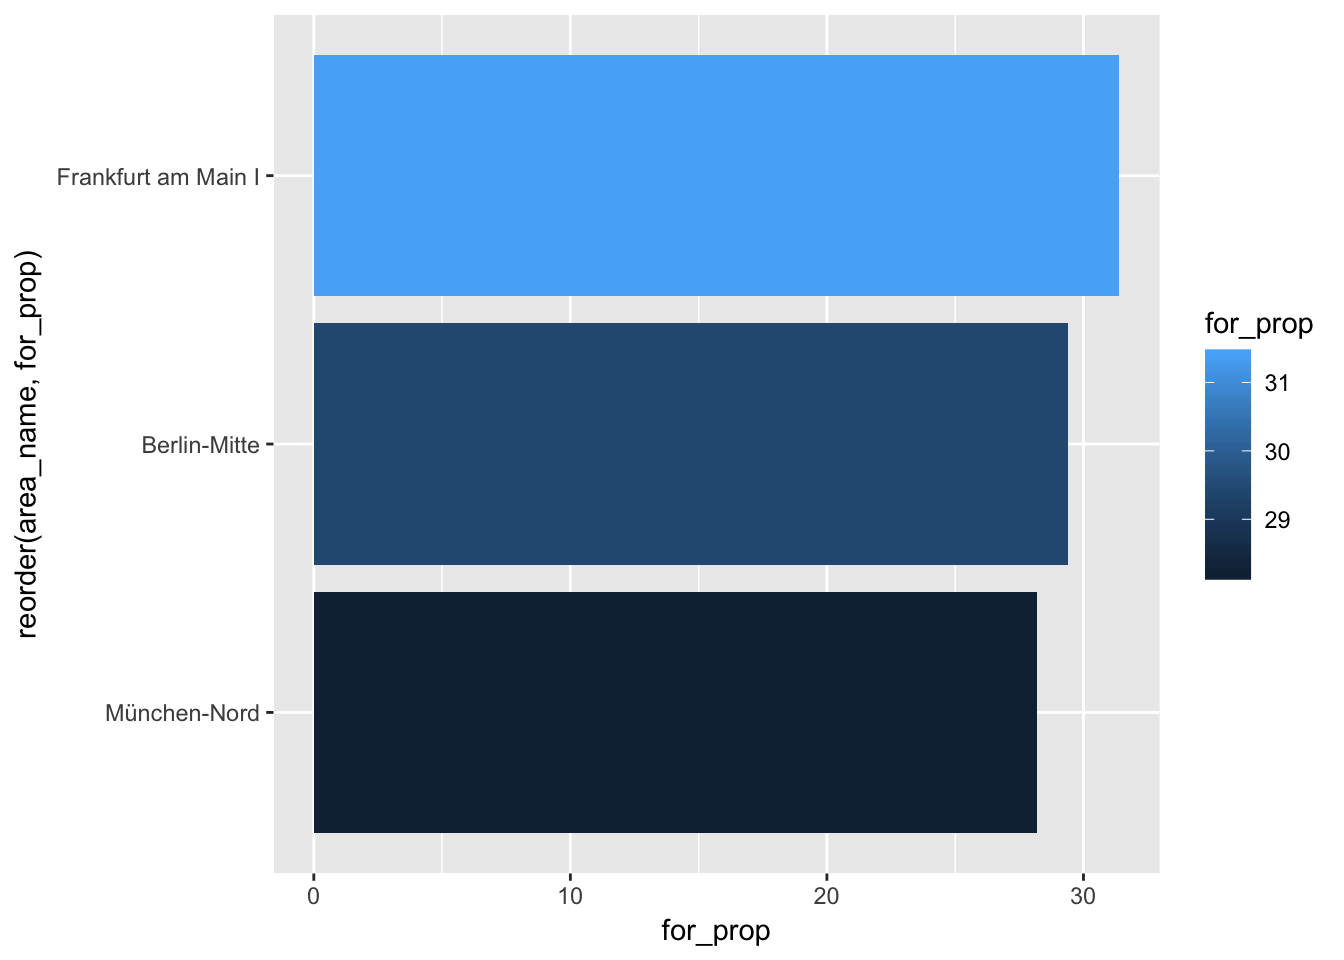 reorder(area_name, for_prop)
Frankfurt am Main I
Berlin-Mitte
München-Nord
0 10 20 30
for_prop
for_prop
31
30
29